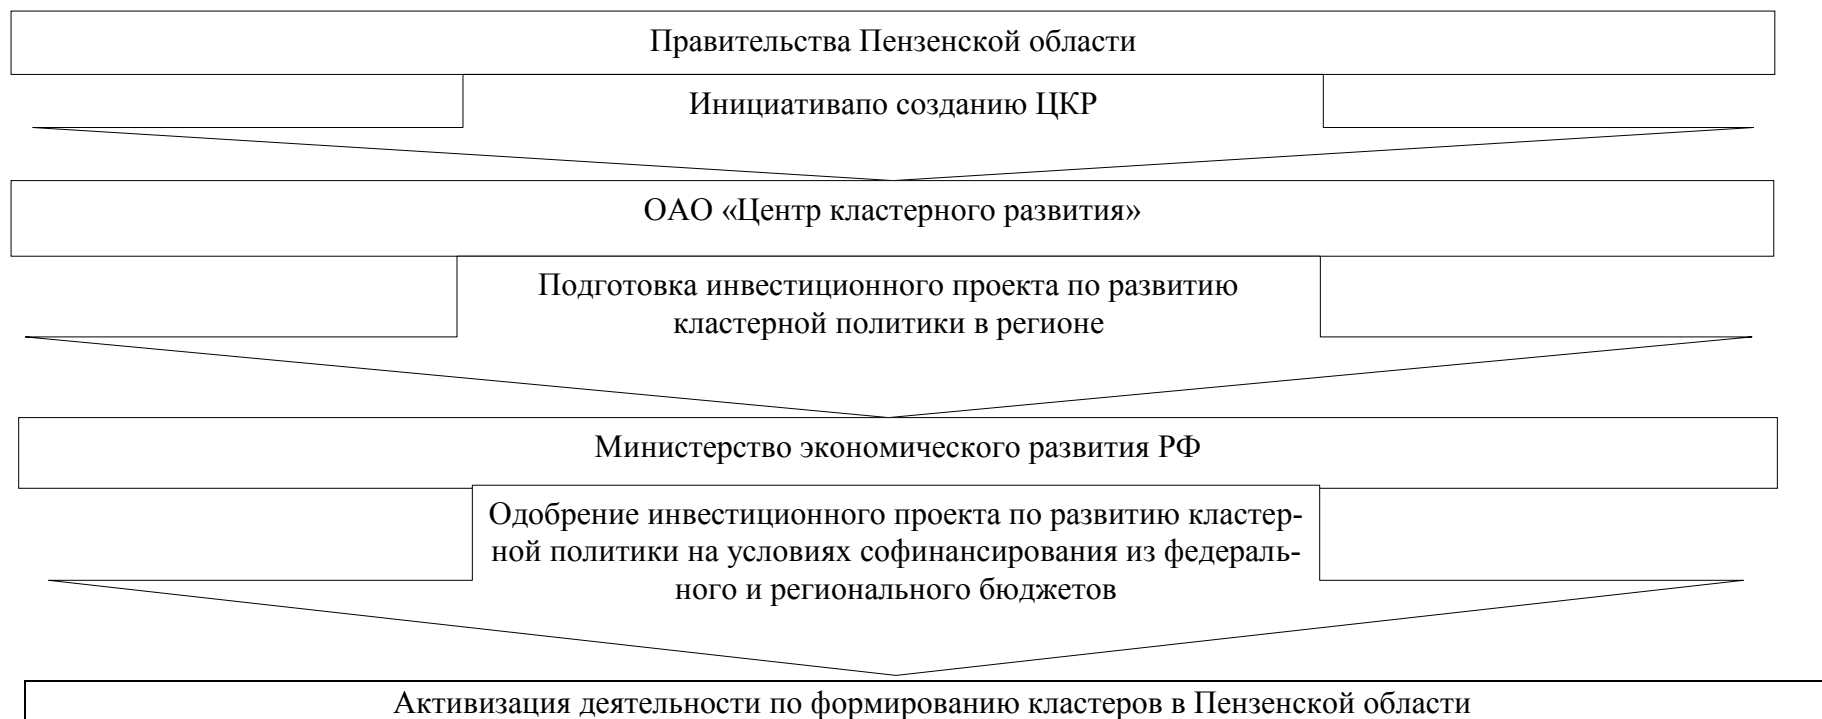 Правительства Пензенской области
Инициативапо созданию ЦКР
ОАО «Центр кластерного развития»
Подготовка инвестиционного проекта по развитию
кластерной политики в регионе
Министерство экономического развития РФ
Одобрение инвестиционного проекта по развитию кластер-
ной политики на условиях софинансирования из федераль-
ного и регионального бюджетов
Активизация деятельности по формированию кластеров в Пензенской области